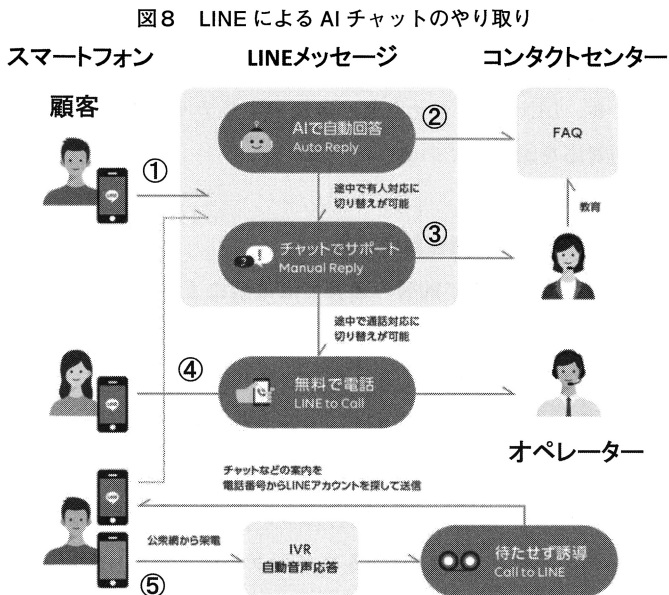 図8 LINEによるAIチャットのやり取り
スマートフォン
LINEメッセージ
コンタクトセンター
顧客
①
AIで自動回答
Auto Reply
②
FAQ
途中で有人対応に
切り替えが可能
教育
チャットでサポート
Manual Reply
③
途中で通話対応に
切り替えが可能
④
無料で電話
LINE to Call
オペレーター
チャットなどの案内を
電話番号からLINEアカウントを探して送信
公衆網から架電
IVR
自動音声応答
待たせず誘導
Call to LINE
⑤
LINE
LINE
LINE